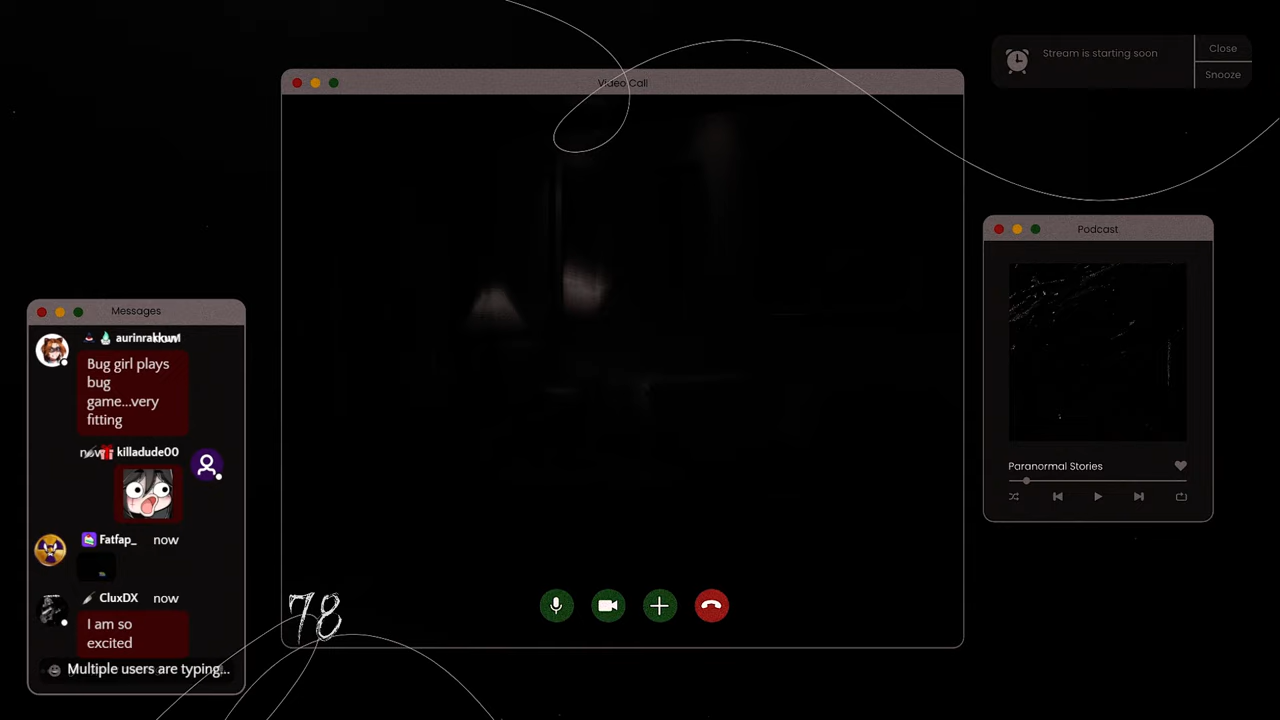 Stream is starting soon
Close
Snooze
Video Call
Podcast
Paranormal Stories
Messages
Bug girl plays
bug
game...very
fitting
killadude00
Fatfap_ now
CluxDX now
I am so
excited
Multiple users are typing...
78